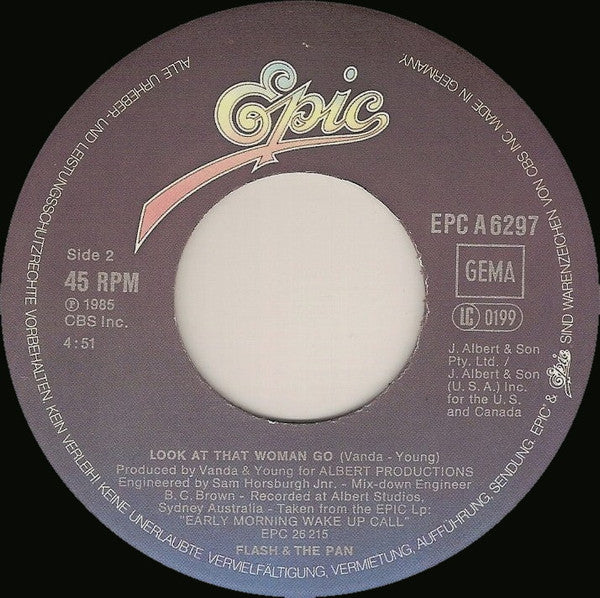 Epic
EPC A 6297
GEMA
LC 0199
Side 2
45 RPM
℗ 1985
CBS Inc.
4:51
J. Albert & Son
Pty. Ltd. /
J. Albert & Son
(U. S. A.) Inc.
for the U. S.
and Canada
LOOK AT THAT WOMAN GO (Vanda - Young)
Produced by Vanda & Young for ALBERT PRODUCTIONS
Engineered by Sam Horsburgh Jnr. - Mix-down Engineer
B. C. Brown - Recorded at Albert Studios,
Sydney Australia - Taken from the EPIC Lp:
"EARLY MORNING WAKE UP CALL"
EPC 26 215
FLASH & THE PAN
ALLE URHEBER- UND LEISTUNGSSCHUTZRECHTE VORBEHALTEN. KEIN VERLEIH! KEINE UNERLAUBTE VERVIELFÄLTIGUNG, VERMIETUNG, AUFFÜHRUNG, SENDUNG. EPIC® & Epic SIND WARENZEICHEN VON CBS INC. MADE IN GERMANY.